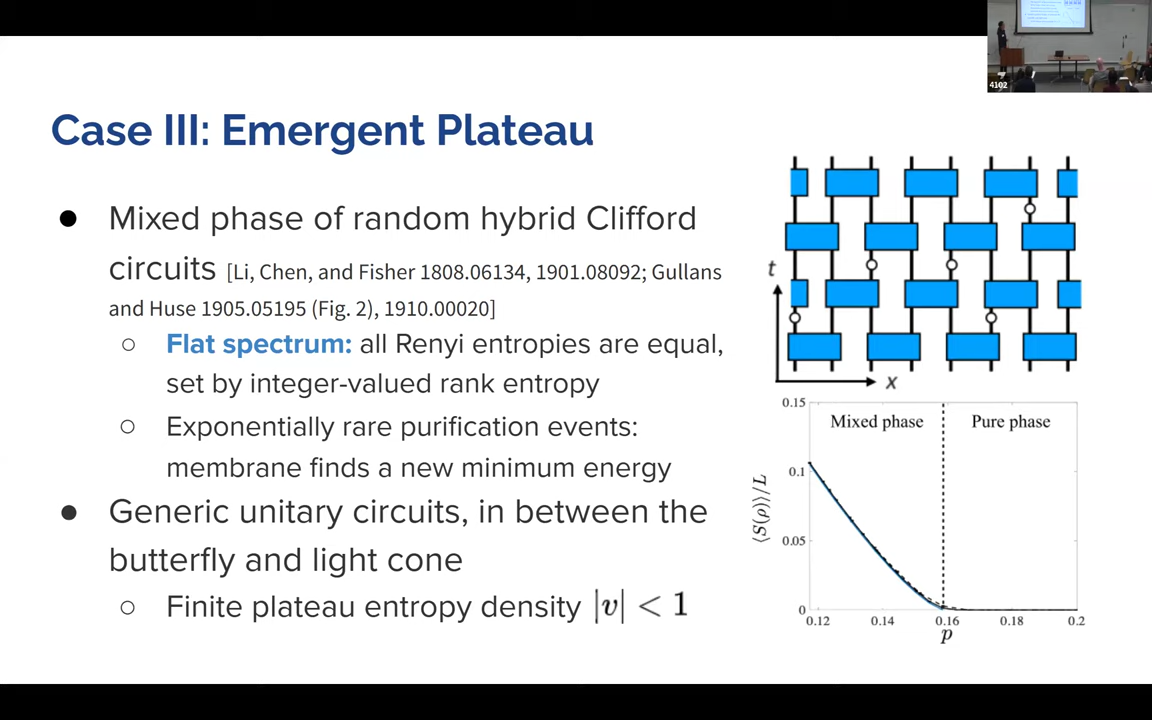 4102
Case III: Emergent Plateau
● Mixed phase of random hybrid Clifford
circuits [Li, Chen, and Fisher 1808.06134, 1901.08092; Gullans
and Huse 1905.05195 (Fig. 2), 1910.00020]
○ Flat spectrum: all Renyi entropies are equal,
set by integer-valued rank entropy
○ Exponentially rare purification events:
membrane finds a new minimum energy
● Generic unitary circuits, in between the
butterfly and light cone
○ Finite plateau entropy density |v| < 1
t
x
0.15
Mixed phase
Pure phase
0.1
⟨S(ρ)⟩/L
0.05
0
0.12 0.14 0.16 0.18 0.2
p